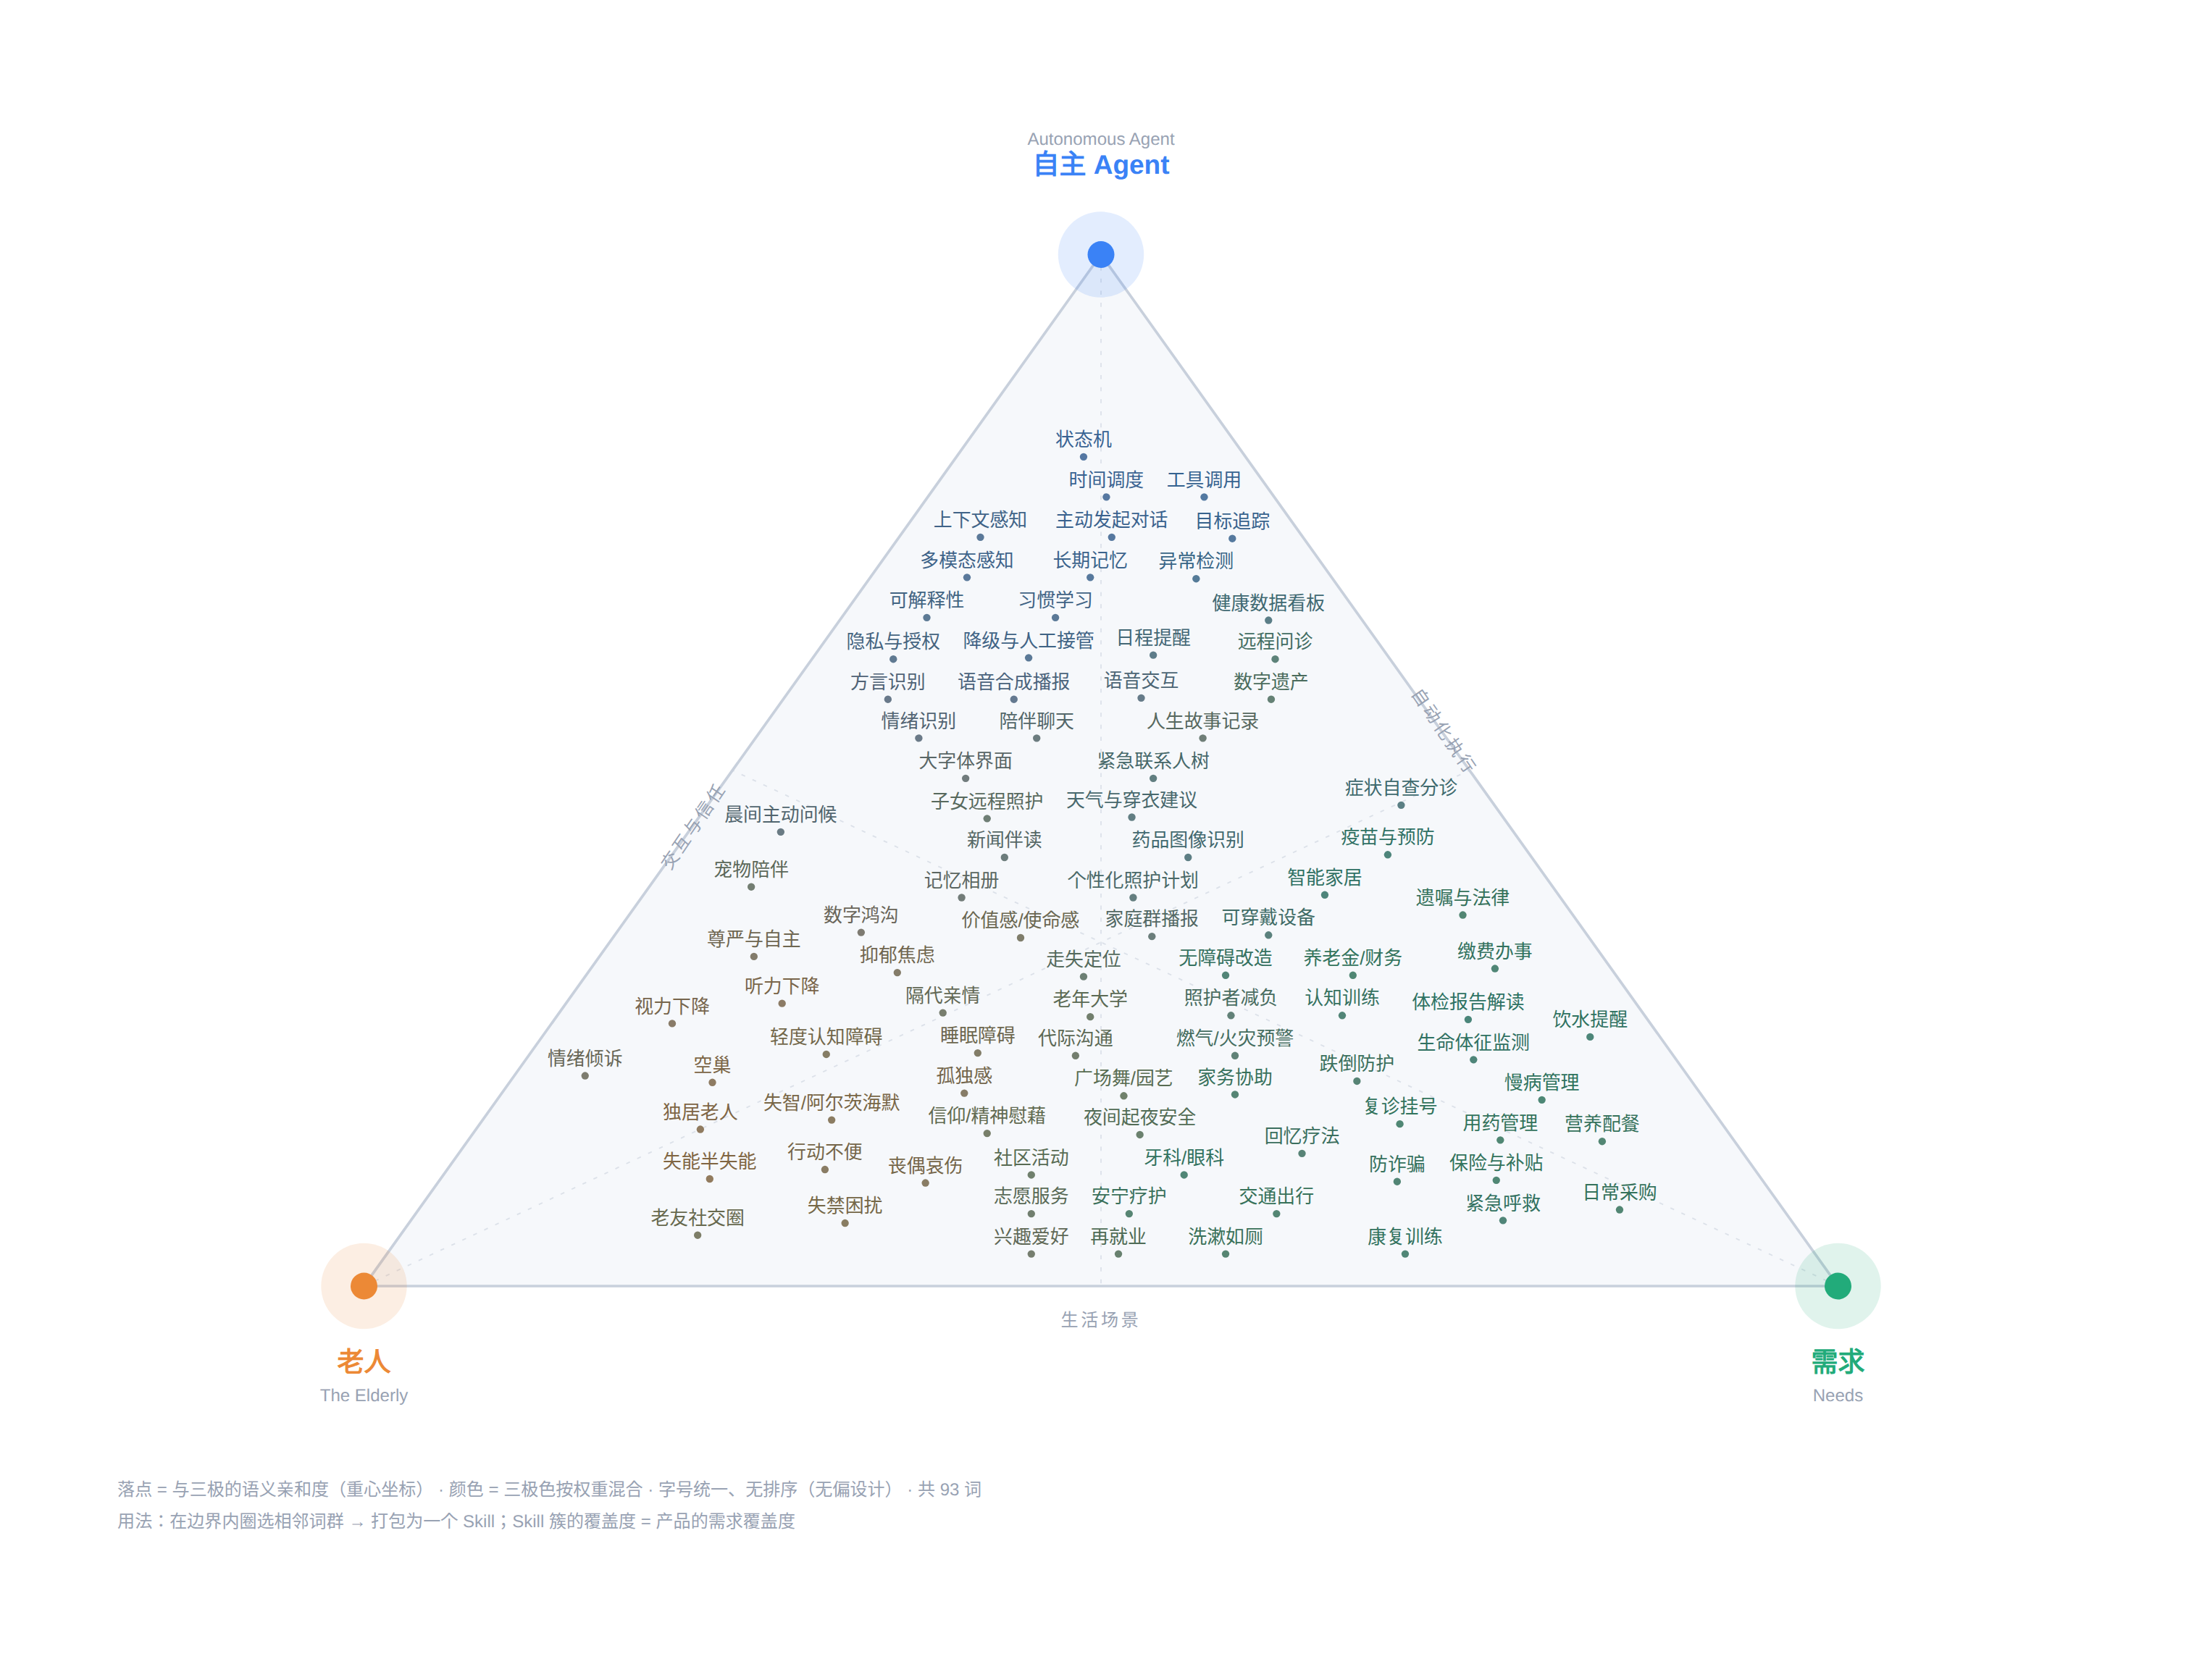 Autonomous Agent
自主 Agent
状态机
时间调度
工具调用
上下文感知
主动发起对话
目标追踪
多模态感知
长期记忆
异常检测
可解释性
习惯学习
健康数据看板
隐私与授权
降级与人工接管
日程提醒
远程问诊
方言识别
语音合成播报
语音交互
数字遗产
自动化执行
情绪识别
陪伴聊天
人生故事记录
大字体界面
紧急联系人树
症状自查分诊
交互与信任
晨间主动问候
子女远程照护
天气与穿衣建议
新闻伴读
药品图像识别
疫苗与预防
宠物陪伴
记忆相册
个性化照护计划
智能家居
遗嘱与法律
数字鸿沟
价值感/使命感
家庭群播报
可穿戴设备
尊严与自主
抑郁焦虑
走失定位
无障碍改造
养老金/财务
缴费办事
听力下降
隔代亲情
老年大学
照护者减负
认知训练
体检报告解读
视力下降
饮水提醒
轻度认知障碍
睡眠障碍
代际沟通
燃气/火灾预警
生命体征监测
情绪倾诉
空巢
孤独感
广场舞/园艺
家务协助
跌倒防护
慢病管理
独居老人
失智/阿尔茨海默
信仰/精神慰藉
夜间起夜安全
复诊挂号
用药管理
营养配餐
回忆疗法
失能半失能
行动不便
丧偶哀伤
社区活动
牙科/眼科
防诈骗
保险与补贴
志愿服务
安宁疗护
交通出行
紧急呼救
日常采购
老友社交圈
失禁困扰
兴趣爱好
再就业
洗漱如厕
康复训练
生活场景
老人
The Elderly
需求
Needs
落点 = 与三极的语义亲和度（重心坐标） · 颜色 = 三极色按权重混合 · 字号统一、无排序（无偏设计） · 共 93 词
用法：在边界内圈选相邻词群 → 打包为一个 Skill；Skill 簇的覆盖度 = 产品的需求覆盖度